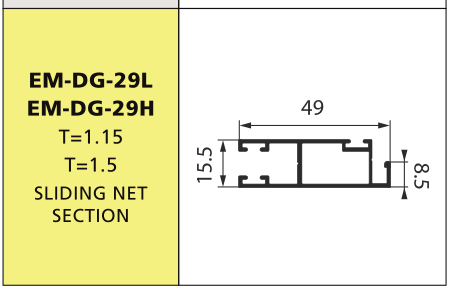 EM-DG-29L
EM-DG-29H
T=1.15
T=1.5
SLIDING NET
SECTION
49
15.5
8.5